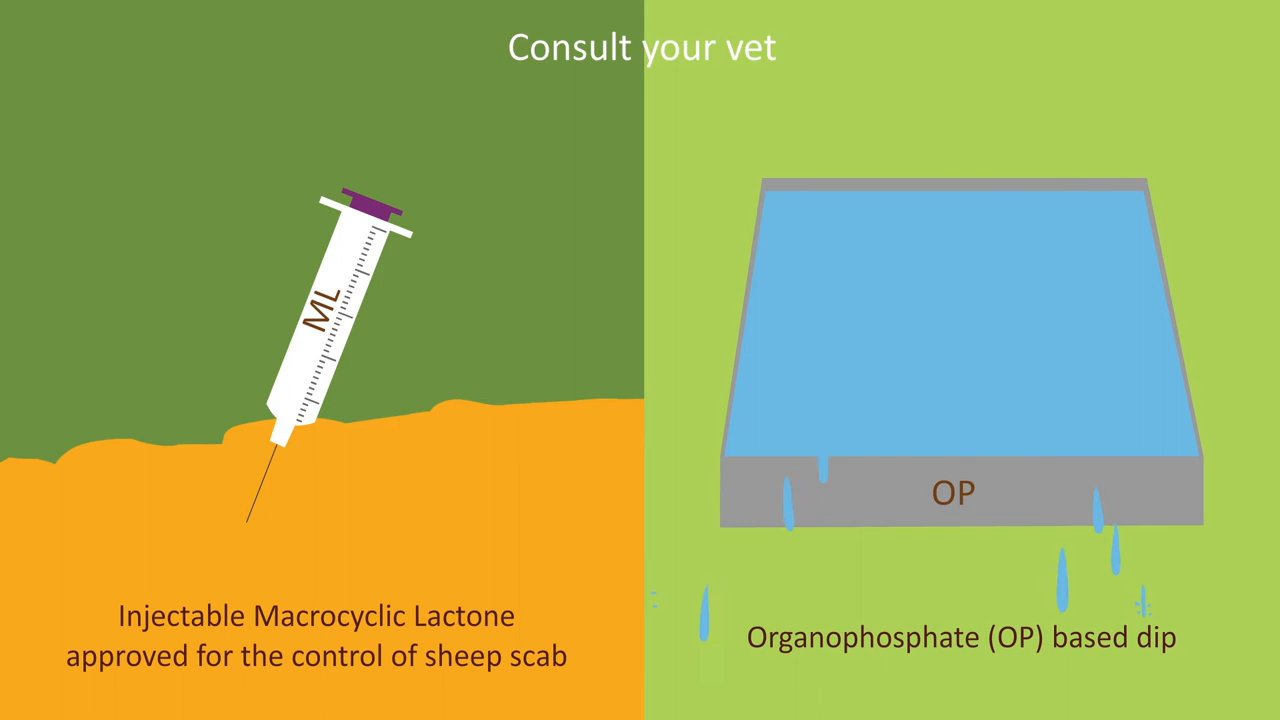 Consult your vet
ML
OP
Injectable Macrocyclic Lactone
approved for the control of sheep scab
Organophosphate (OP) based dip